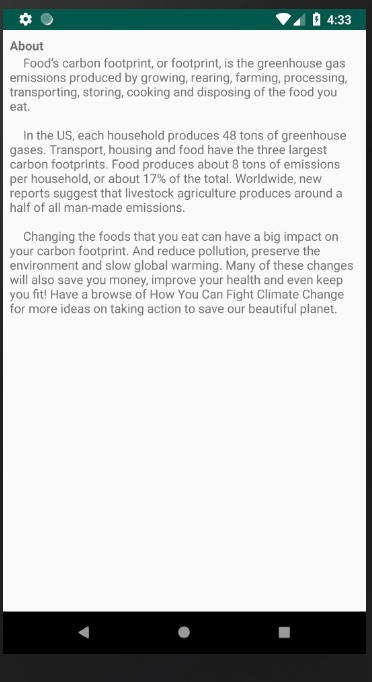 4:33
About
Food's carbon footprint, or footprint, is the greenhouse gas
emissions produced by growing, rearing, farming, processing,
transporting, storing, cooking and disposing of the food you
eat.
In the US, each household produces 48 tons of greenhouse
gases. Transport, housing and food have the three largest
carbon footprints. Food produces about 8 tons of emissions
per household, or about 17% of the total. Worldwide, new
reports suggest that livestock agriculture produces around a
half of all man-made emissions.
Changing the foods that you eat can have a big impact on
your carbon footprint. And reduce pollution, preserve the
environment and slow global warming. Many of these changes
will also save you money, improve your health and even keep
you fit! Have a browse of How You Can Fight Climate Change
for more ideas on taking action to save our beautiful planet.